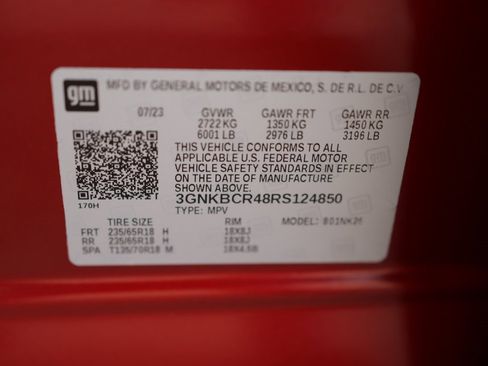 gm
MFD BY GENERAL MOTORS DE MEXICO, S. DE R.L. DE C.V.
07/23 GVWR GAWR FRT GAWR RR
2722 KG 1350 KG 1450 KG
6001 LB 2976 LB 3196 LB
THIS VEHICLE CONFORMS TO ALL
APPLICABLE U.S. FEDERAL MOTOR
VEHICLE SAFETY STANDARDS IN EFFECT
ON THE DATE OF MANUFACTURE
SHOWN ABOVE.
3GNKBCR48RS124850
170H TYPE: MPV
TIRE SIZE RIM MODEL:
FRT 235/65R18 H 18X8J
RR 235/65R18 H 18X8J
SPA T135/70R18 M 18X4.5B